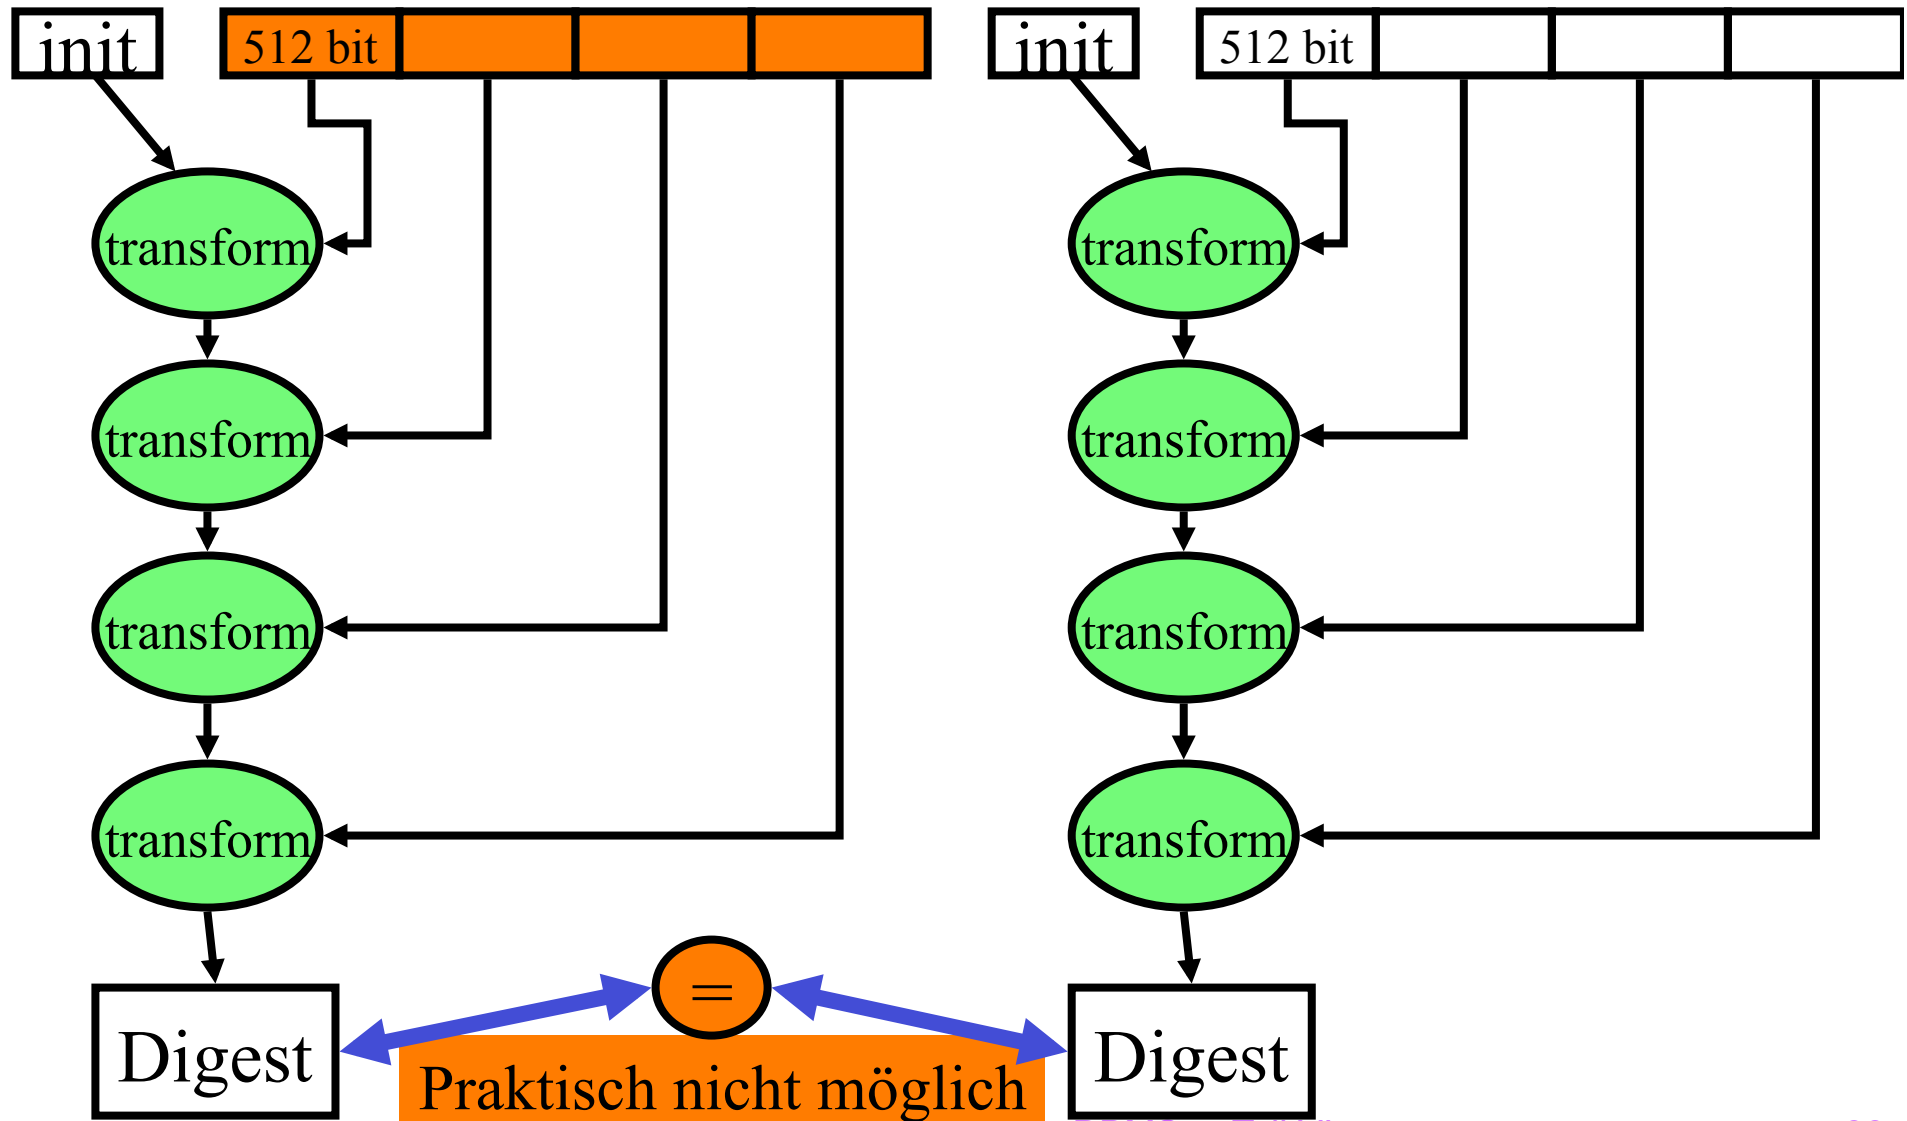 init
512 bit
init
512 bit
transform
transform
transform
transform
transform
transform
transform
transform
=
Digest
Digest
Praktisch nicht möglich